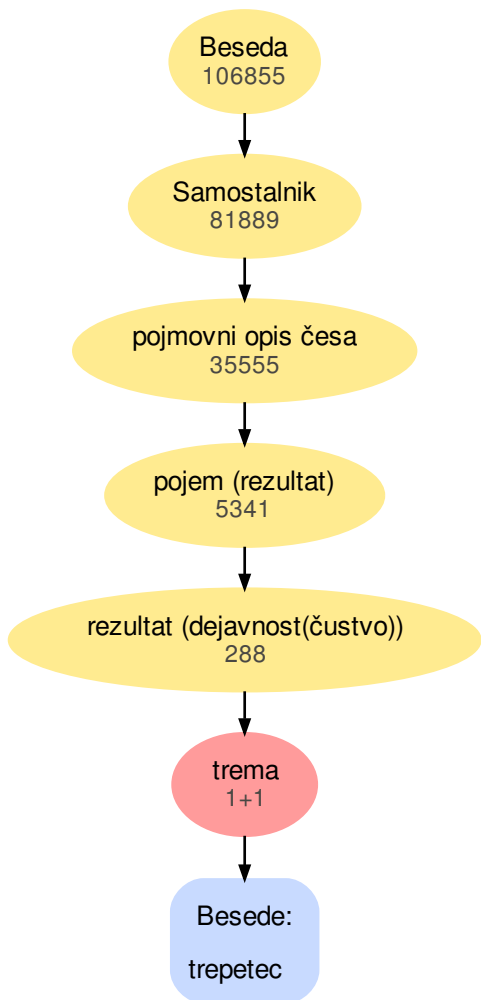 Beseda
106855
Samostalnik
81889
pojmovni opis česa
35555
pojem (rezultat)
5341
rezultat (dejavnost(čustvo))
288
trema
1+1
Besede:
trepetec